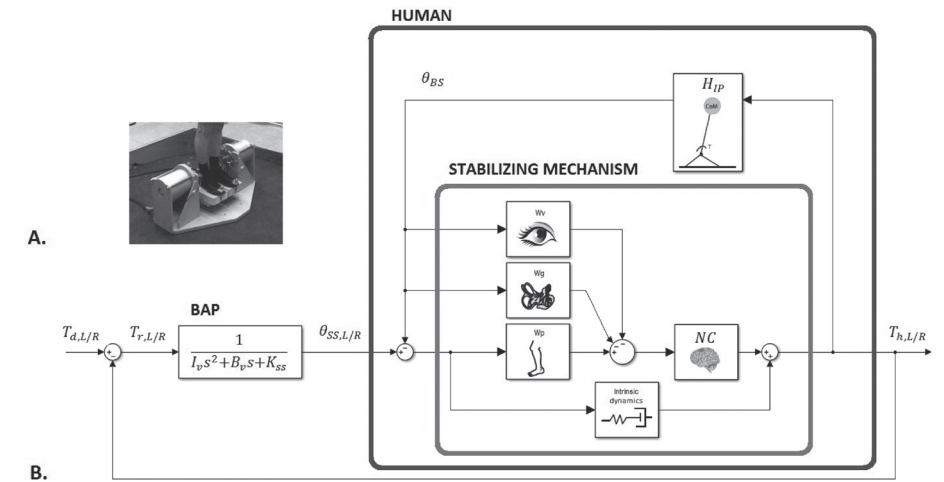 HUMAN
θ_BS
H_IP
CoM
T
STABILIZING MECHANISM
Wv
A.
Wg
BAP
T_d,L/R
T_r,L/R
1
I_v s² + B_v s + K_ss
θ_SS,L/R
Wp
NC
T_h,L/R
Intrinsic
dynamics
B.